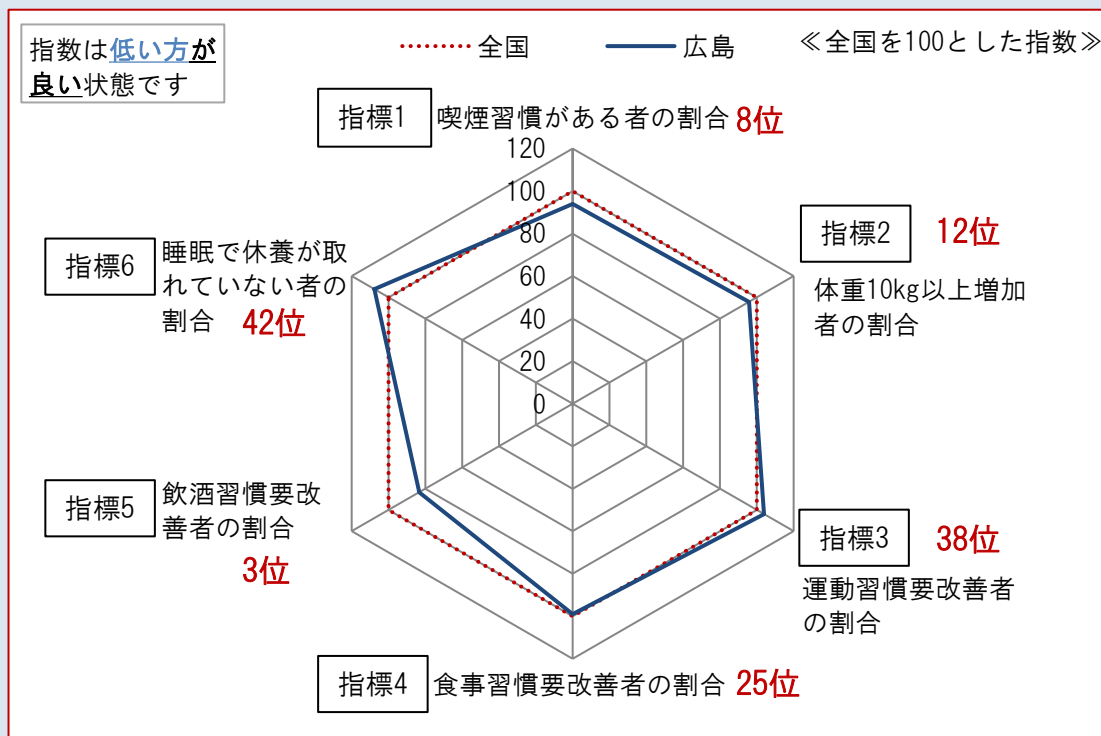 指数は低い方が
良い状態です
全国
広島
≪全国を100とした指数≫
指標1
喫煙習慣がある者の割合
8位
120
100
80
60
40
20
0
指標2
12位
体重10kg以上増加
者の割合
指標3
38位
運動習慣要改善者
の割合
指標4
食事習慣要改善者の割合
25位
指標5
飲酒習慣要改
善者の割合
3位
指標6
睡眠で休養が取
れていない者の
割合
42位